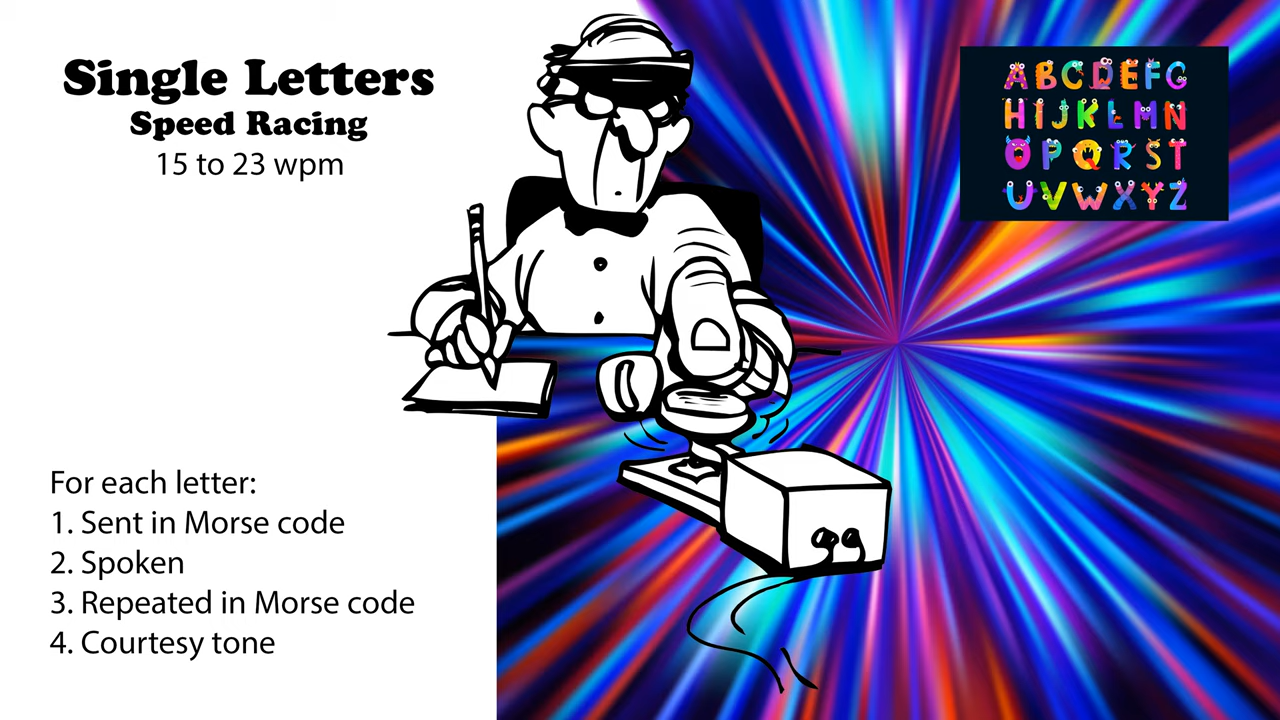 Single Letters
Speed Racing
15 to 23 wpm
ABCDEFG
HIJKLMN
OPQRST
UVWXYZ
For each letter:
1. Sent in Morse code
2. Spoken
3. Repeated in Morse code
4. Courtesy tone